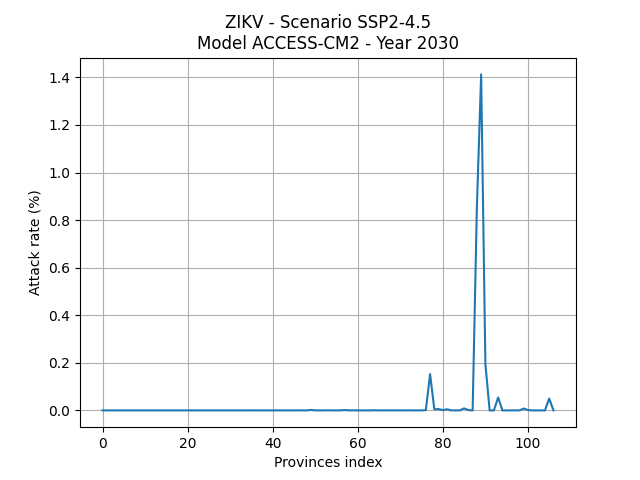 ZIKV - Scenario SSP2-4.5
Model ACCESS-CM2 - Year 2030
Attack rate (%)
1.4
1.2
1.0
0.8
0.6
0.4
0.2
0.0
0 20 40 60 80 100
Provinces index